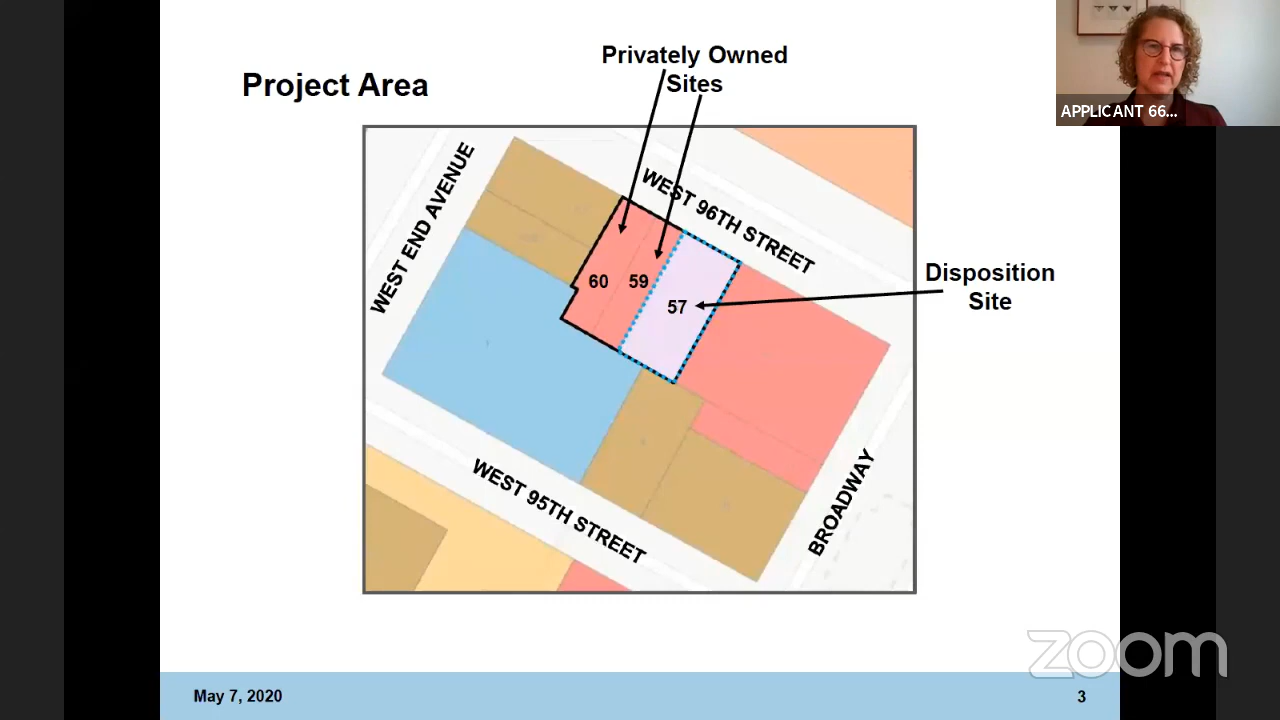 Project Area
Privately Owned
Sites
APPLICANT 66...
WEST END AVENUE
WEST 96TH STREET
60
59
57
Disposition
Site
WEST 95TH STREET
BROADWAY
zoom
May 7, 2020
3